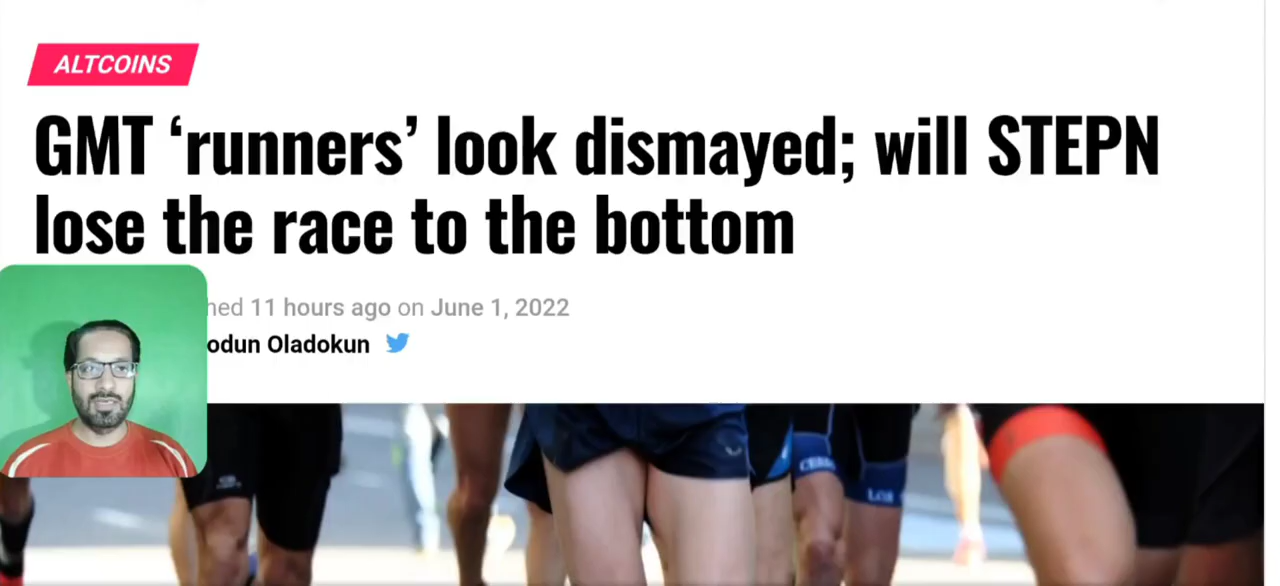 ALTCOINS
GMT ‘runners’ look dismayed; will STEPN
lose the race to the bottom
hed 11 hours ago on June 1, 2022
odun Oladokun